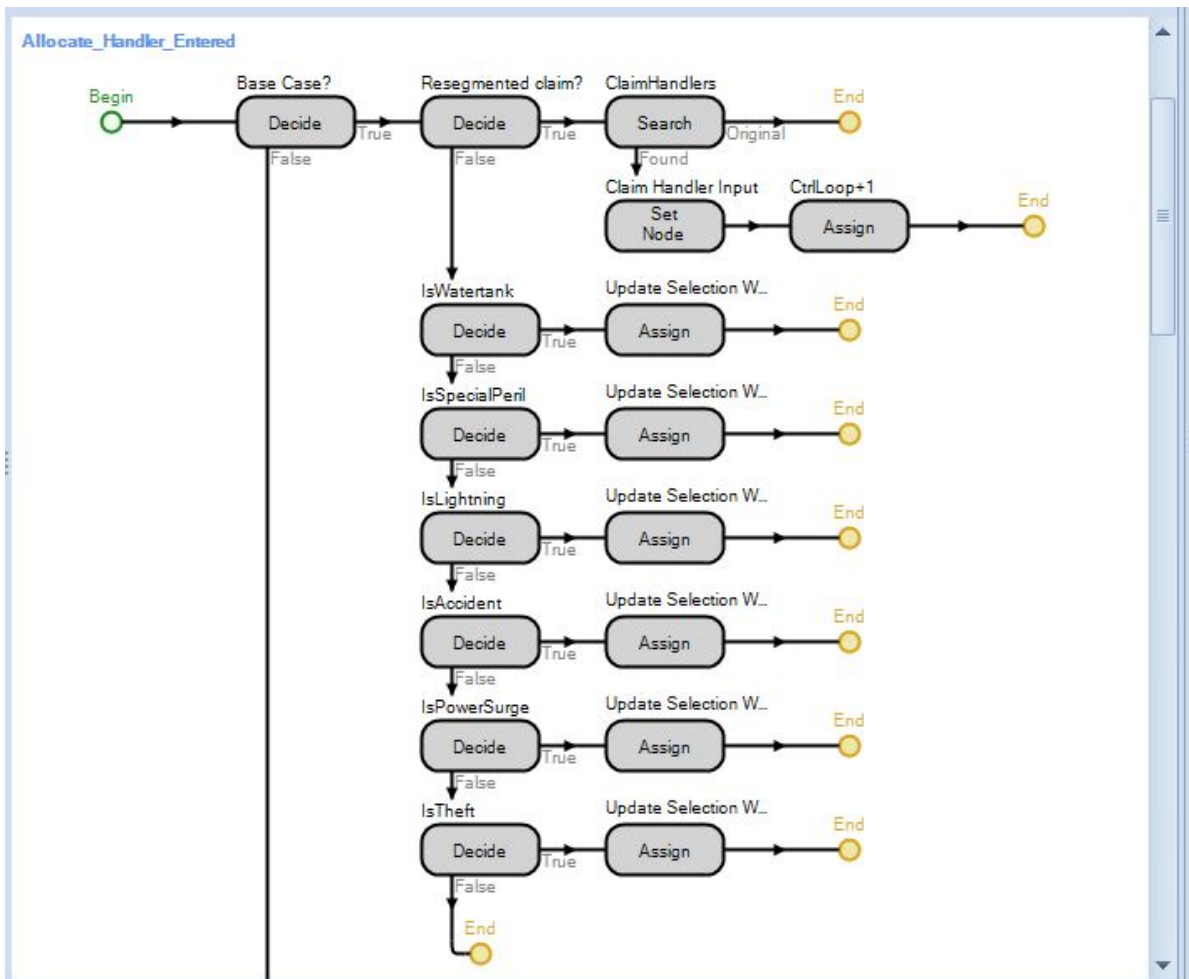 Allocate_Handler_Entered
Base Case?
Resegmented claim?
ClaimHandlers
Begin
End
Decide
Decide
Search
True
True
Original
False
False
Found
Claim Handler Input
CtrlLoop+1
End
Set
Node
Assign
IsWatertank
Update Selection W...
End
Decide
Assign
True
False
IsSpecialPeril
Update Selection W...
End
Decide
Assign
True
False
IsLightning
Update Selection W...
End
Decide
Assign
True
False
IsAccident
Update Selection W...
End
Decide
Assign
True
False
IsPowerSurge
Update Selection W...
End
Decide
Assign
True
False
IsTheft
Update Selection W...
End
Decide
Assign
True
False
End